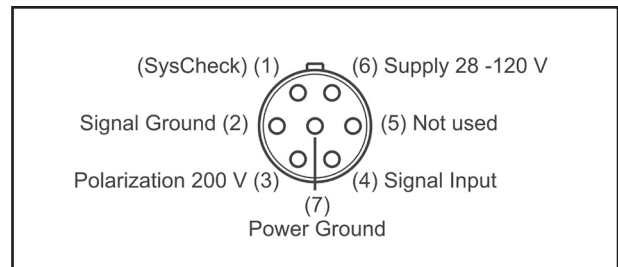 (SysCheck) (1)
(6) Supply 28 -120 V
Signal Ground (2)
(5) Not used
Polarization 200 V (3)
(4) Signal Input
(7)
Power Ground